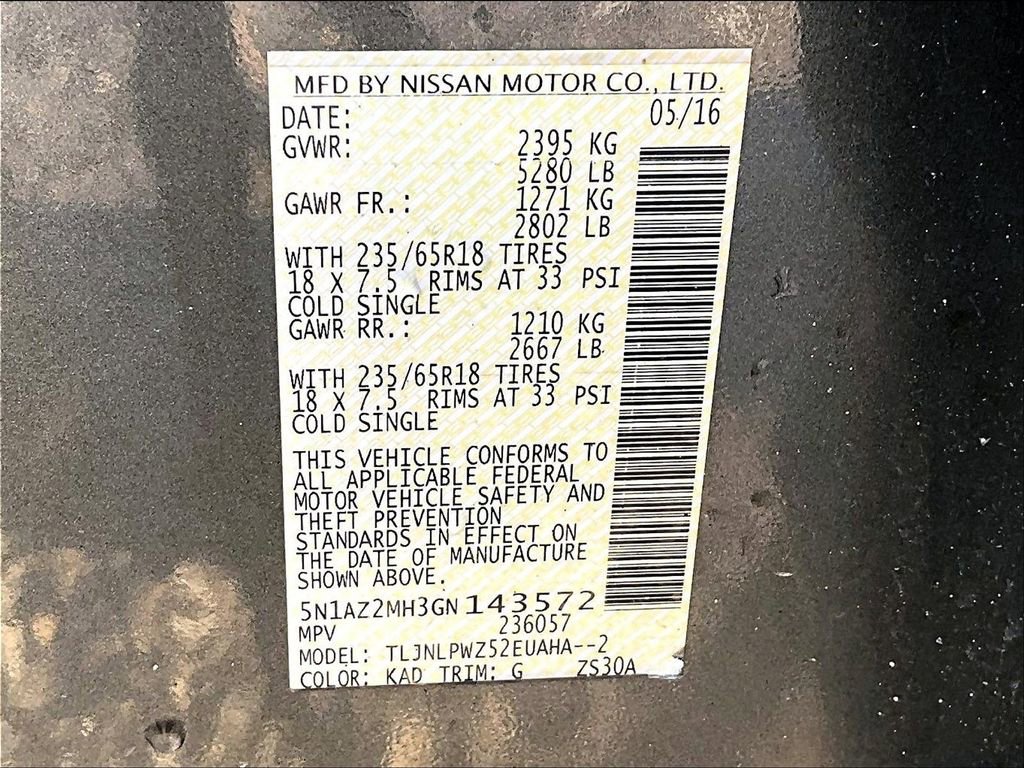 MFD BY NISSAN MOTOR CO., LTD.
DATE: 05/16
GVWR: 2395 KG
5280 LB
GAWR FR.: 1271 KG
2802 LB
WITH 235/65R18 TIRES
18 X 7.5 RIMS AT 33 PSI
COLD SINGLE
GAWR RR.: 1210 KG
2667 LB
WITH 235/65R18 TIRES
18 X 7.5 RIMS AT 33 PSI
COLD SINGLE
THIS VEHICLE CONFORMS TO
ALL APPLICABLE FEDERAL
MOTOR VEHICLE SAFETY AND
THEFT PREVENTION
STANDARDS IN EFFECT ON
THE DATE OF MANUFACTURE
SHOWN ABOVE.
5N1AZ2MH3GN143572
MPV 236057
MODEL: TLJNLPWZ52EUAHA--2
COLOR: KAD TRIM: G ZS30A